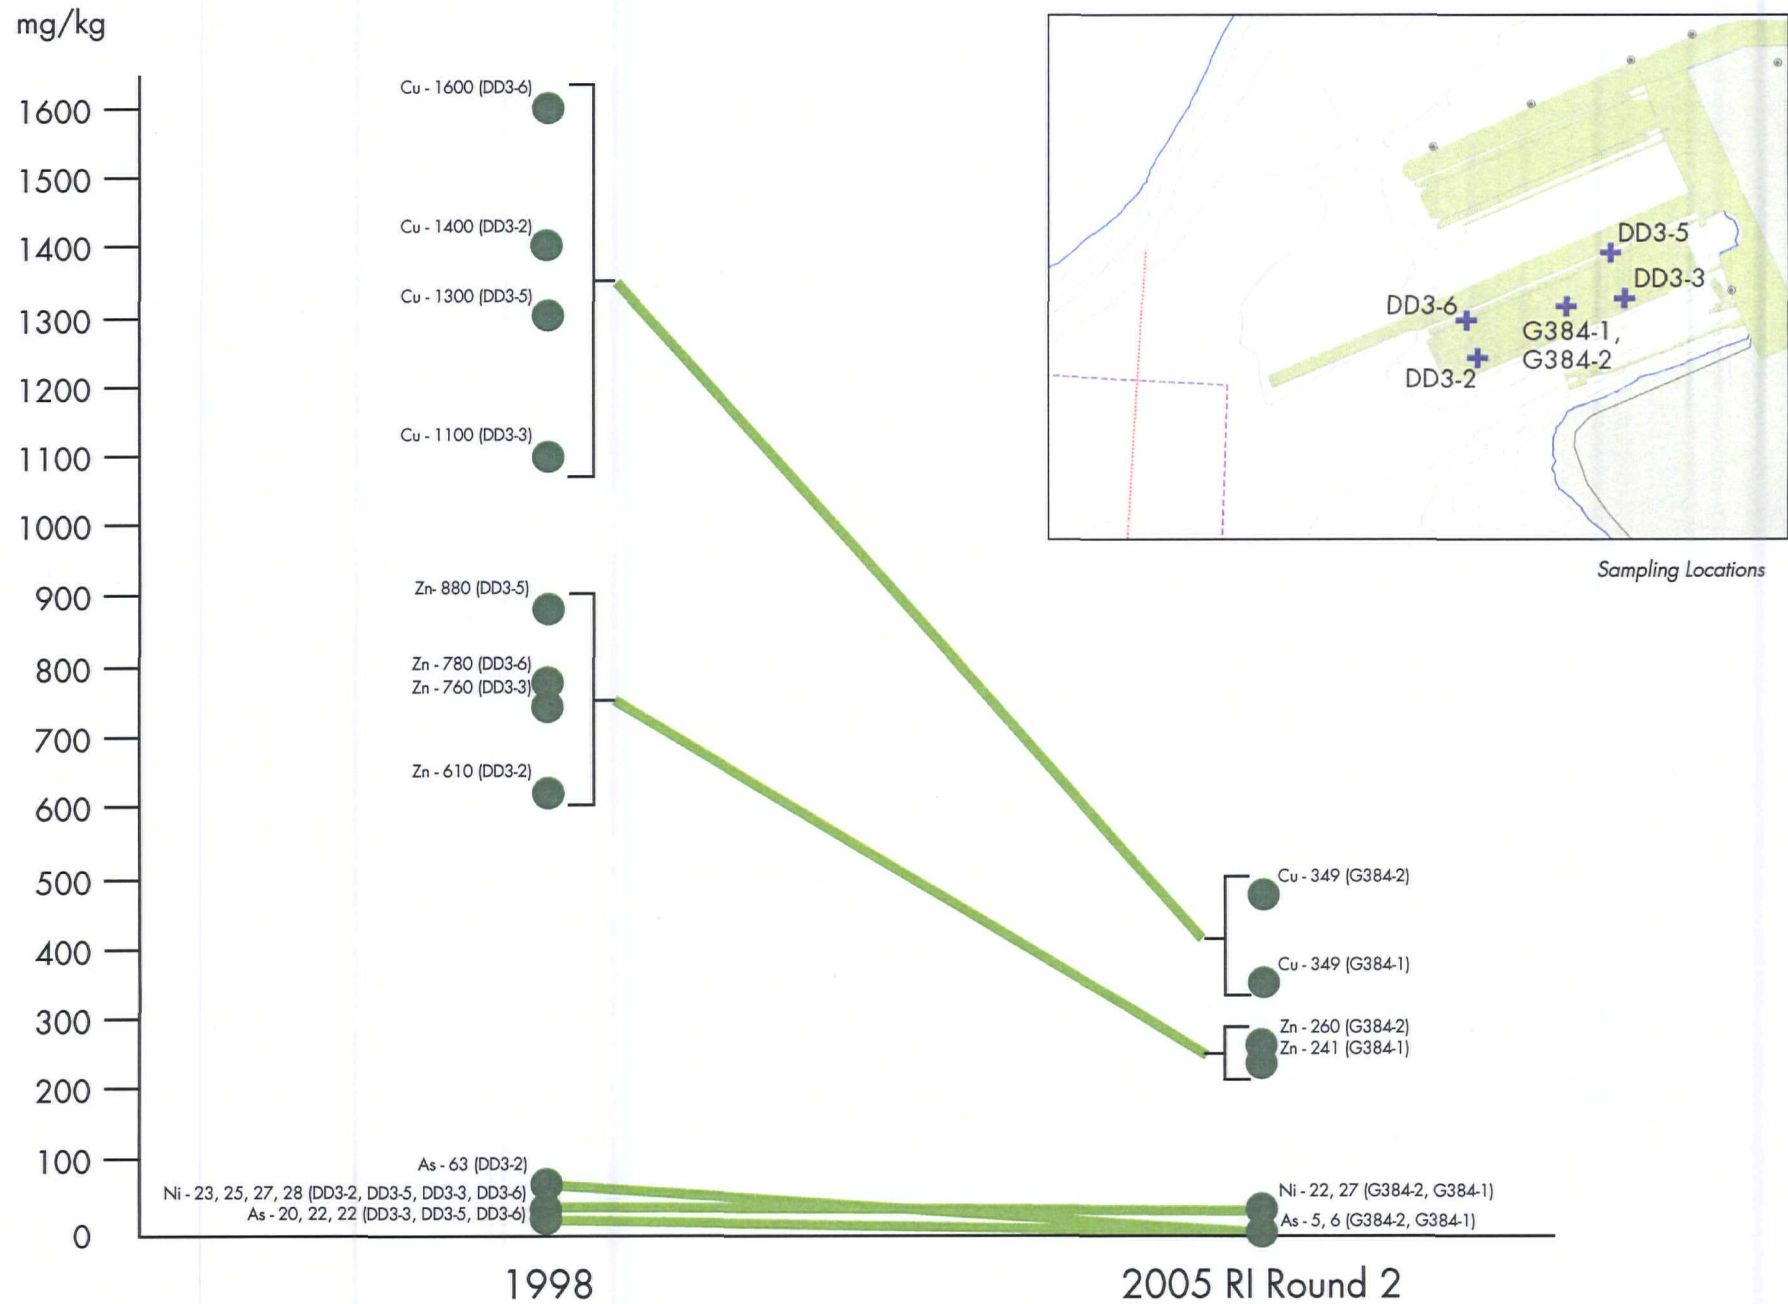 mg/kg
1600
1500
1400
1300
1200
1100
1000
900
800
700
600
500
400
300
200
100
0
Cu - 1600 (DD3-6)
Cu - 1400 (DD3-2)
Cu - 1300 (DD3-5)
Cu - 1100 (DD3-3)
Zn- 880 (DD3-5)
Zn - 780 (DD3-6)
Zn - 760 (DD3-3)
Zn - 610 (DD3-2)
As - 63 (DD3-2)
Ni - 23, 25, 27, 28 (DD3-2, DD3-5, DD3-3, DD3-6)
As - 20, 22, 22 (DD3-3, DD3-5, DD3-6)
Cu - 349 (G384-2)
Cu - 349 (G384-1)
Zn - 260 (G384-2)
Zn - 241 (G384-1)
Ni - 22, 27 (G384-2, G384-1)
As - 5, 6 (G384-2, G384-1)
1998
2005 RI Round 2
DD3-5
DD3-3
DD3-6
G384-1,
G384-2
DD3-2
Sampling Locations